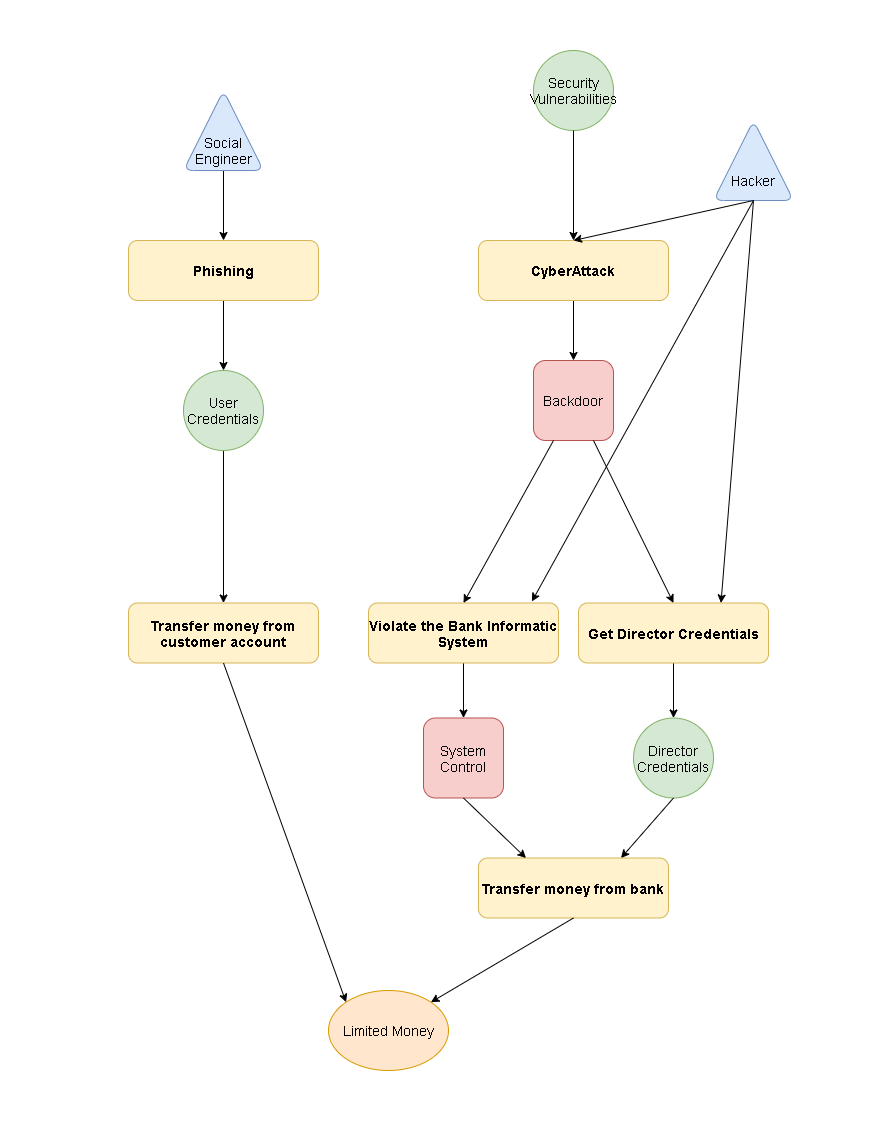 Security
Vulnerabilities
Social
Engineer
Hacker
Phishing
CyberAttack
User
Credentials
Backdoor
Transfer money from
customer account
Violate the Bank Informatic
System
Get Director Credentials
System
Control
Director
Credentials
Transfer money from bank
Limited Money